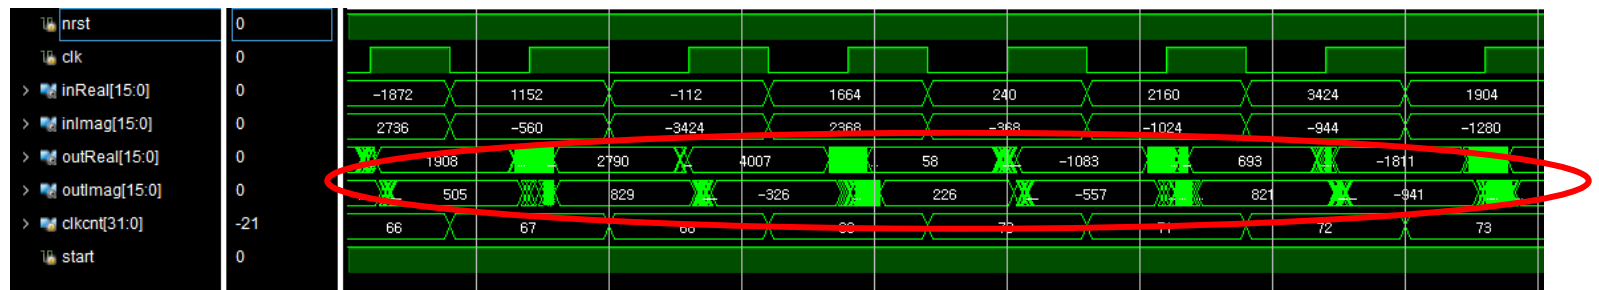 nrst 0
clk 0
inReal[15:0] 0 -1872 1152 -112 1664 240 2160 3424 1904
inImag[15:0] 0 2736 -560 -3424 2368 -368 -1024 -944 -1280
outReal[15:0] 0 1908 2790 4007 58 -1083 693 -1811
outImag[15:0] 0 505 829 -326 226 -557 821 -941
clkcnt[31:0] -21 66 67 68 71 72 73
start 0